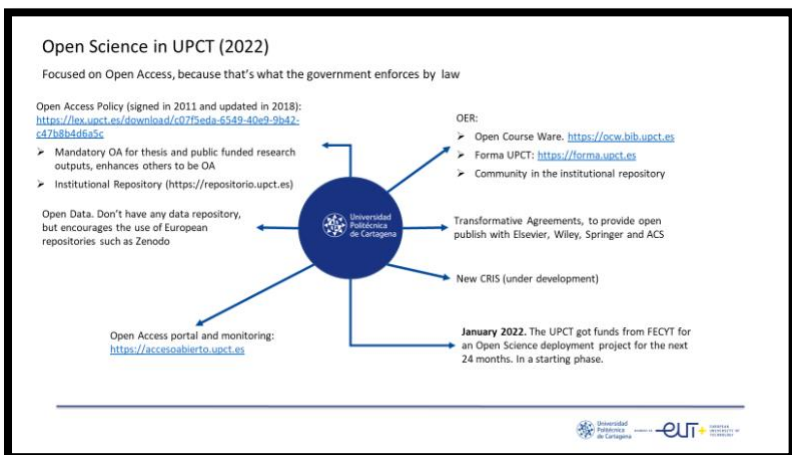 Open Science in UPCT (2022)
Focused on Open Access, because that's what the government enforces by law
Open Access Policy (signed in 2011 and updated in 2018):
https://lex.upct.es/download/c07f5eda-6549-40e9-9b42-
c47b8b4d6a5c
➤ Mandatory OA for thesis and public funded research
outputs, enhances others to be OA
➤ Institutional Repository (https://repositorio.upct.es)
Open Data. Don't have any data repository,
but encourages the use of European
repositories such as Zenodo
Open Access portal and monitoring:
https://accesoabierto.upct.es
Universidad
Politécnica
de Cartagena
OER:
➤ Open Course Ware. https://ocw.bib.upct.es
➤ Forma UPCT: https://forma.upct.es
➤ Community in the institutional repository
Transformative Agreements, to provide open
publish with Elsevier, Wiley, Springer and ACS
New CRIS (under development)
January 2022. The UPCT got funds from FECYT for
an Open Science deployment project for the next
24 months. In a starting phase.
Universidad
Politécnica
de Cartagena
EUT+
EUROPEAN
UNIVERSITY OF
TECHNOLOGY